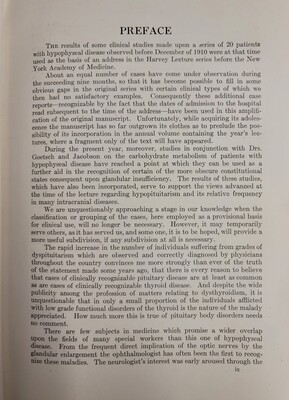 PREFACE
THE results of some clinical studies made upon a series of 20 patients
with hypophyseal disease observed before December of 1910 were at that time
used as the basis of an address in the Harvey Lecture series before the New
York Academy of Medicine.
About an equal number of cases have come under observation during
the succeeding nine months, so that it has become possible to fill in some
obvious gaps in the original series with certain clinical types of which we
then had no satisfactory examples. Consequently these additional case
reports—recognizable by the fact that the dates of admission to the hospital
read subsequent to the time of the address—have been used in this amplifi-
cation of the original manuscript. Unfortunately, while acquiring its adoles-
cence the manuscript has so far outgrown its clothes as to preclude the pos-
sibility of its incorporation in the annual volume containing the year's lec-
tures, where a fragment only of the text will have appeared.
During the present year, moreover, studies in conjunction with Drs.
Goetsch and Jacobson on the carbohydrate metabolism of patients with
hypophyseal disease have reached a point at which they can be used as a
further aid in the recognition of certain of the more obscure constitutional
states consequent upon glandular insufficiency. The results of these studies,
which have also been incorporated, serve to support the views advanced at
the time of the lecture regarding hypopituitarism and its relative frequency
in many intracranial diseases.
We are unquestionably approaching a stage in our knowledge when the
classification or grouping of the cases, here employed as a provisional basis
for clinical use, will no longer be necessary. However, it may temporarily
serve others, as it has served us, and some one, it is to be hoped, will provide a
more useful subdivision, if any subdivision at all is necessary.
The rapid increase in the number of individuals suffering from grades of
dyspituitarism which are observed and correctly diagnosed by physicians
throughout the country convinces me more strongly than ever of the truth
of the statement made some years ago, that there is every reason to believe
that cases of clinically recognizable pituitary disease are at least as common
as are cases of clinically recognizable thyroid disease. And despite the wide
publicity among the profession of matters relating to dysthyroidism, it is
unquestionable that in only a small proportion of the individuals afflicted
with low grade functional disorders of the thyroid is the nature of the malady
appreciated. How much more this is true of pituitary body disorders needs
no comment.
There are few subjects in medicine which promise a wider overlap
upon the fields of many special workers than this one of hypophyseal
disease. From the frequent direct implication of the optic nerves by the
glandular enlargement the ophthalmologist has often been the first to recog-
nize these maladies. The neurologist's interest was early aroused through the
ix